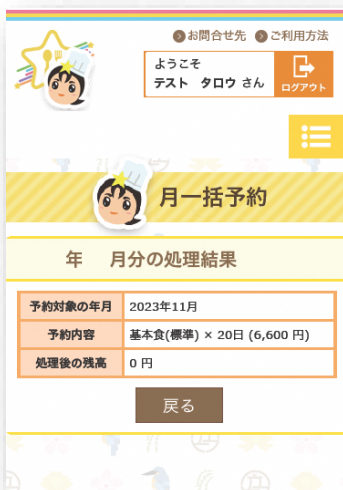 お問合せ先 ご利用方法
ようこそ
テスト タロウ さん
ログアウト
月一括予約
年 月分の処理結果
予約対象の年月 2023年11月
予約内容 基本食(標準) × 20日 (6,600 円)
処理後の残高 0 円
戻る